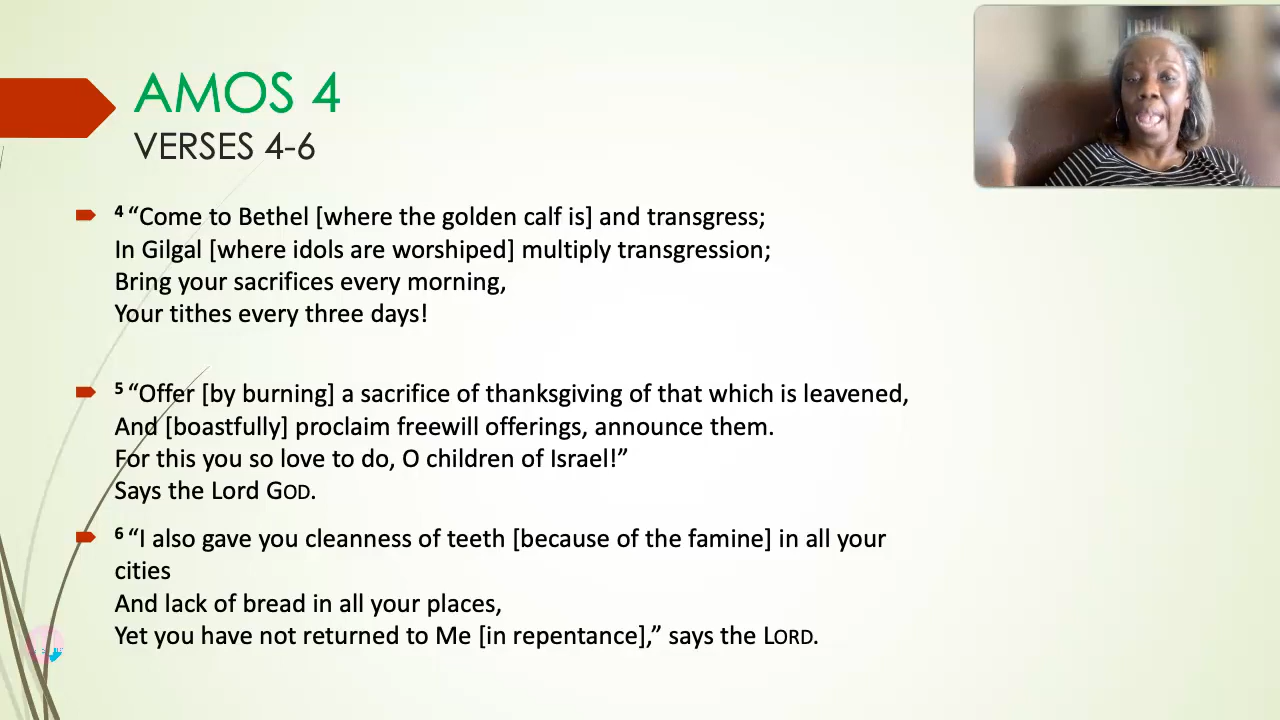 AMOS 4
VERSES 4-6
4 “Come to Bethel [where the golden calf is] and transgress;
In Gilgal [where idols are worshiped] multiply transgression;
Bring your sacrifices every morning,
Your tithes every three days!
5 “Offer [by burning] a sacrifice of thanksgiving of that which is leavened,
And [boastfully] proclaim freewill offerings, announce them.
For this you so love to do, O children of Israel!”
Says the Lord GOD.
6 “I also gave you cleanness of teeth [because of the famine] in all your
cities
And lack of bread in all your places,
Yet you have not returned to Me [in repentance],” says the LORD.